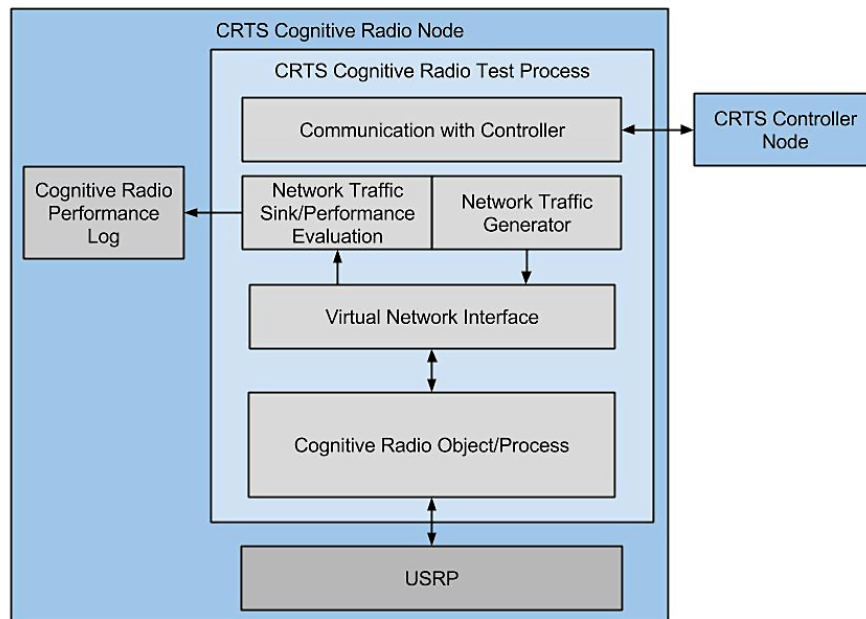 CRTS Cognitive Radio Node
CRTS Cognitive Radio Test Process
Communication with Controller
CRTS Controller
Node
Cognitive Radio
Performance
Log
Network Traffic
Sink/Performance
Evaluation
Network Traffic
Generator
Virtual Network Interface
Cognitive Radio Object/Process
USRP